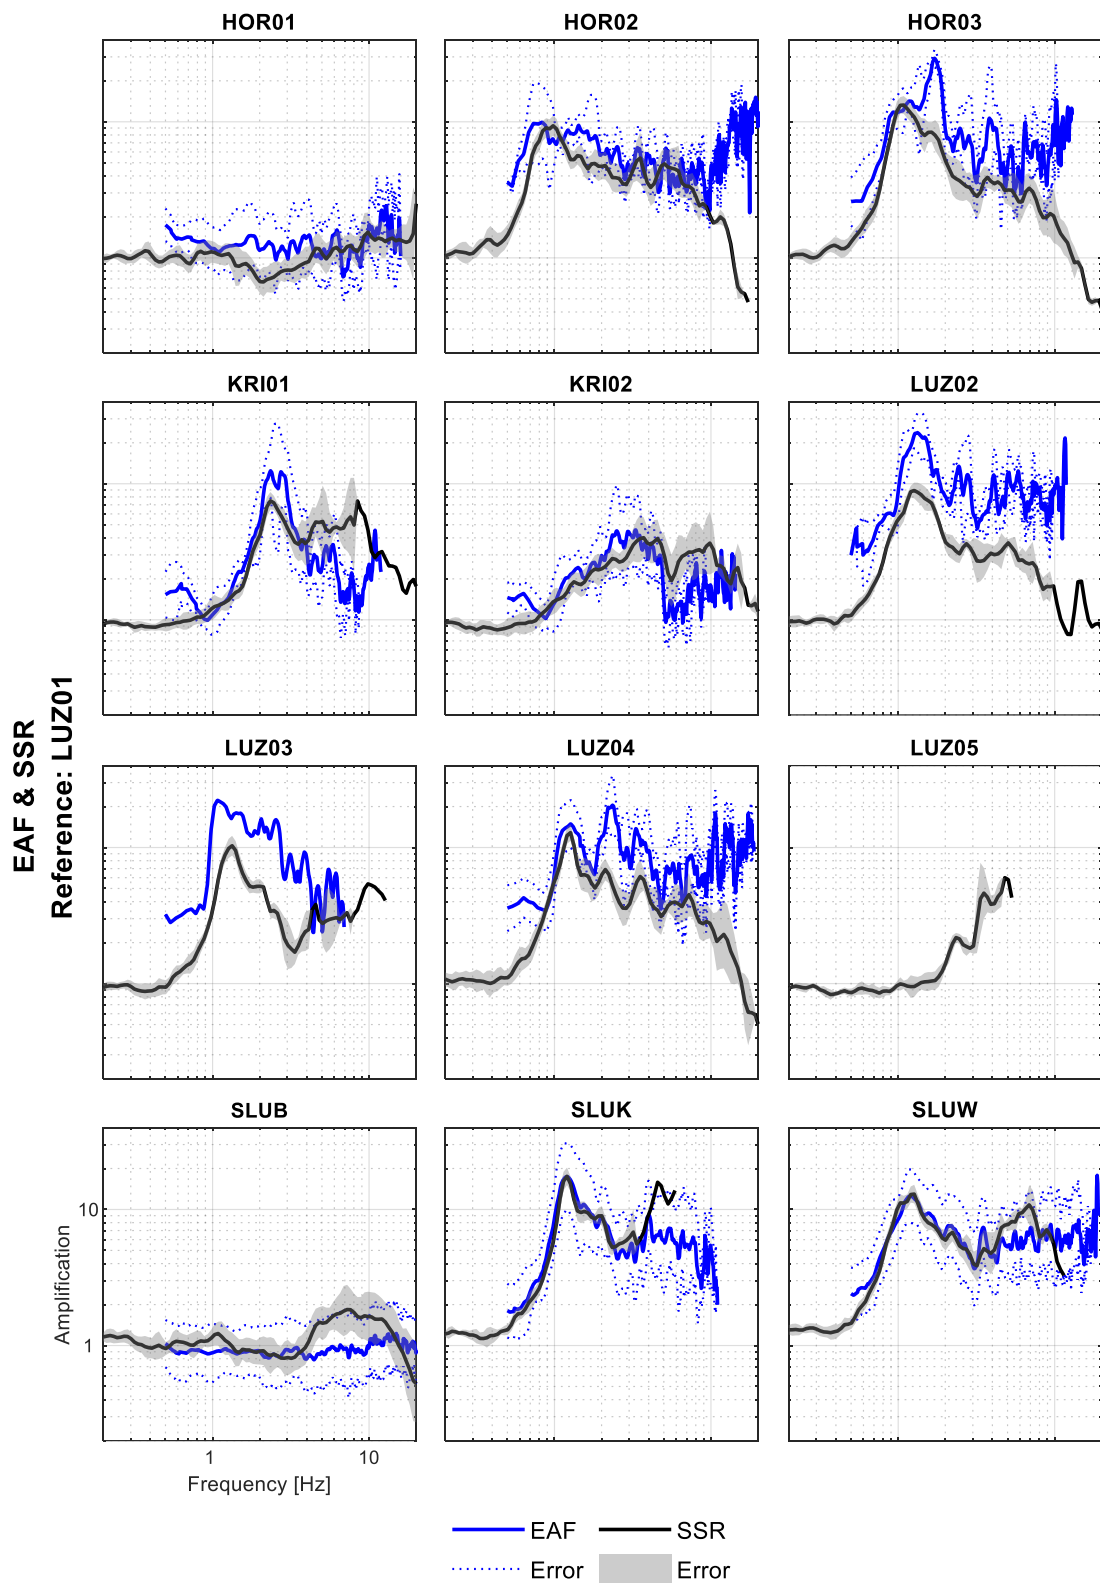 HOR01 HOR02 HOR03
KRI01 KRI02 LUZ02
EAF & SSR
Reference: LUZ01
LUZ03 LUZ04 LUZ05
SLUB SLUK SLUW
Amplification
10
1
1 10
Frequency [Hz]
EAF SSR
Error Error